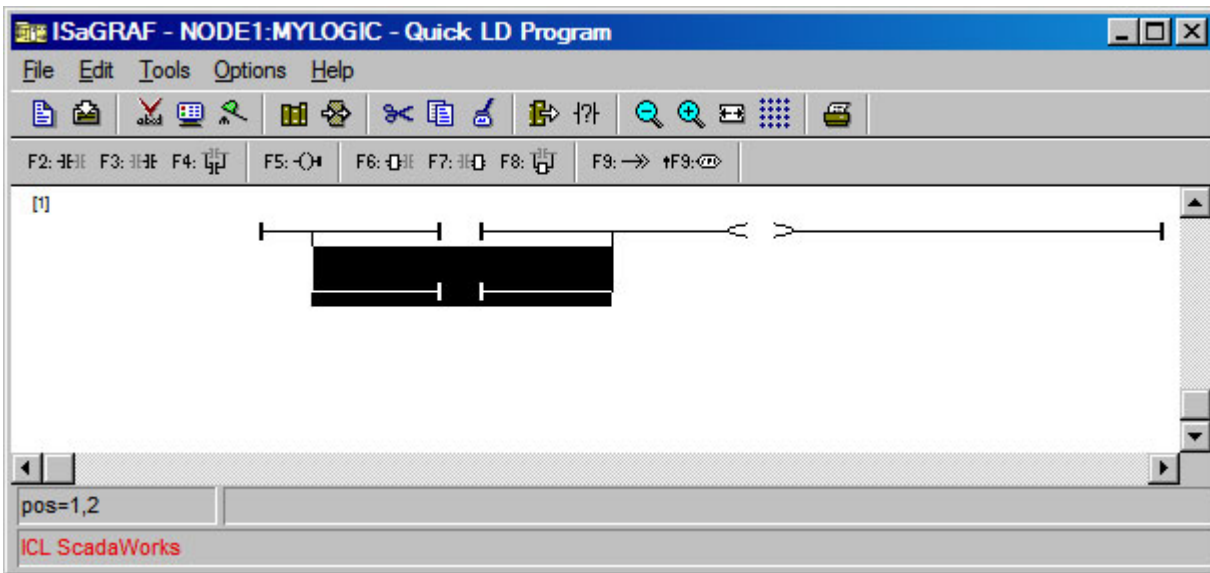 ISaGRAF - NODE1:MYLOGIC - Quick LD Program
File Edit Tools Options Help
abcd
F2: F3: F4: F5: F6: F7: F8: F9: F9:
[1]
pos=1,2
ICL ScadaWorks